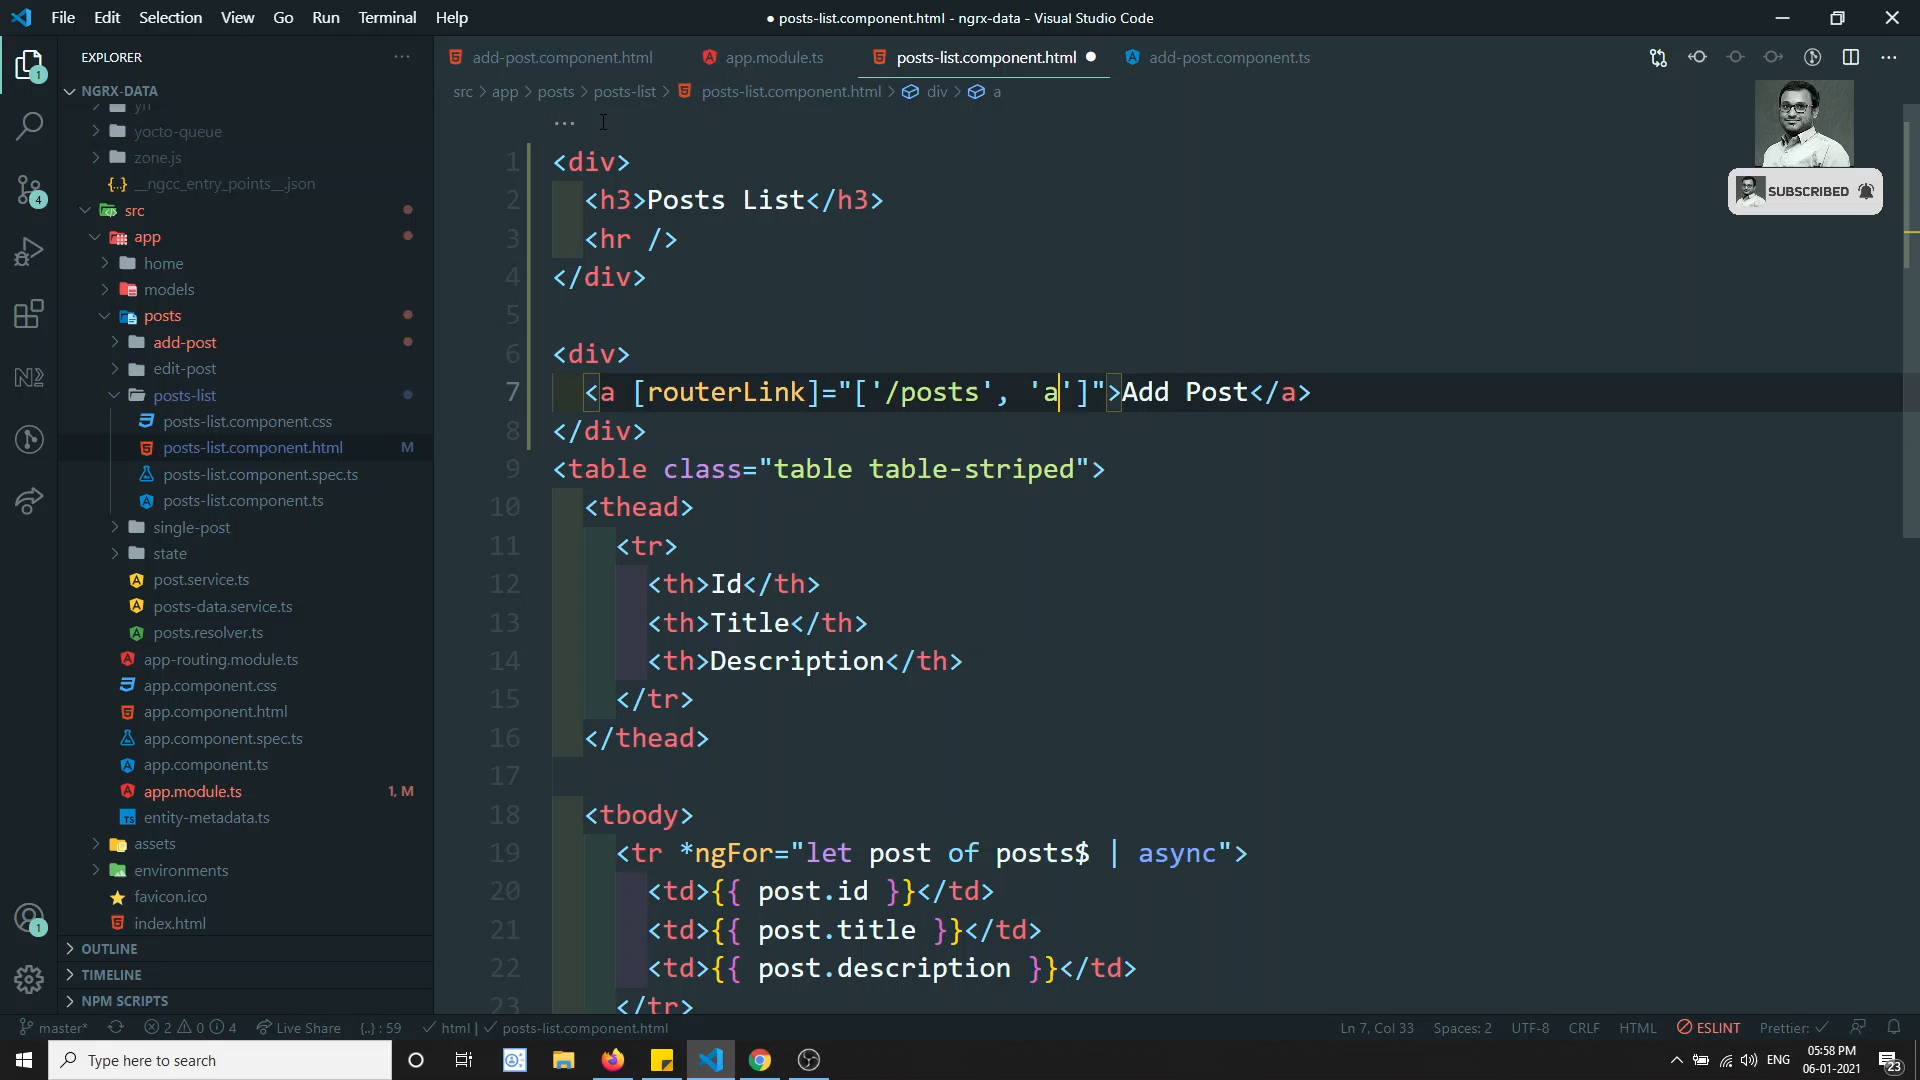 File Edit Selection View Go Run Terminal Help
● posts-list.component.html - ngrx-data - Visual Studio Code
EXPLORER
NGRX-DATA
yn
yocto-queue
zone.js
__ngcc_entry_points__.json
src
app
home
models
posts
add-post
edit-post
posts-list
posts-list.component.css
posts-list.component.html M
posts-list.component.spec.ts
posts-list.component.ts
single-post
state
post.service.ts
posts-data.service.ts
posts.resolver.ts
app-routing.module.ts
app.component.css
app.component.html
app.component.spec.ts
app.component.ts
app.module.ts 1, M
entity-metadata.ts
assets
environments
favicon.ico
index.html
OUTLINE
TIMELINE
NPM SCRIPTS
add-post.component.html app.module.ts posts-list.component.html add-post.component.ts
src > app > posts > posts-list > posts-list.component.html > div > a
...
1 <div>
2 <h3>Posts List</h3>
3 <hr />
4 </div>
5
6 <div>
7 <a [routerLink]="['/posts', 'a']">Add Post</a>
8 </div>
9 <table class="table table-striped">
10 <thead>
11 <tr>
12 <th>Id</th>
13 <th>Title</th>
14 <th>Description</th>
15 </tr>
16 </thead>
17
18 <tbody>
19 <tr *ngFor="let post of posts$ | async">
20 <td>{{ post.id }}</td>
21 <td>{{ post.title }}</td>
22 <td>{{ post.description }}</td>
23 </tr>
SUBSCRIBED
1
4
1
master* 2 0 4 Live Share {..} : 59 html | posts-list.component.html Ln 7, Col 33 Spaces: 2 UTF-8 CRLF HTML ESLINT Prettier: ✓
Type here to search
ENG
05:58 PM
06-01-2021
23